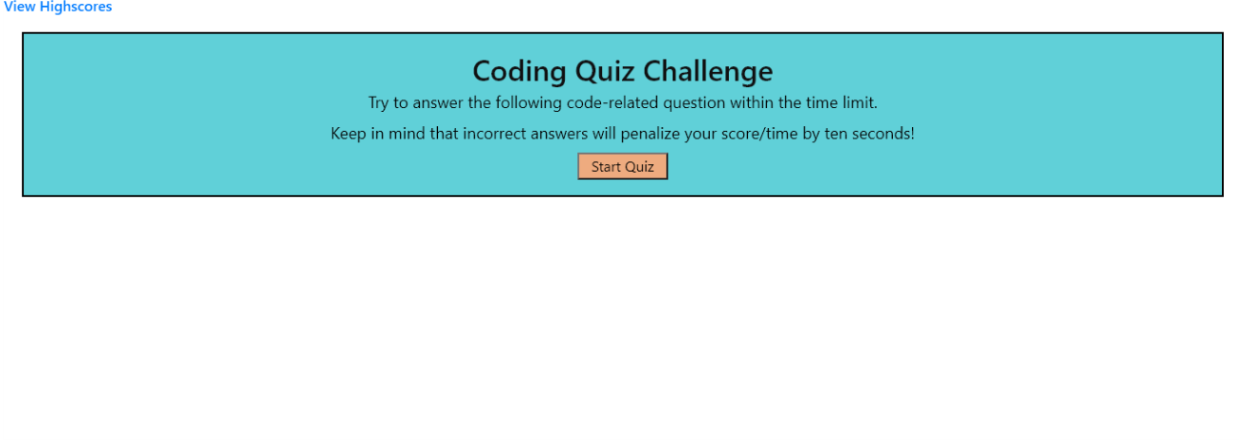 View Highscores
Coding Quiz Challenge
Try to answer the following code-related question within the time limit.
Keep in mind that incorrect answers will penalize your score/time by ten seconds!
Start Quiz